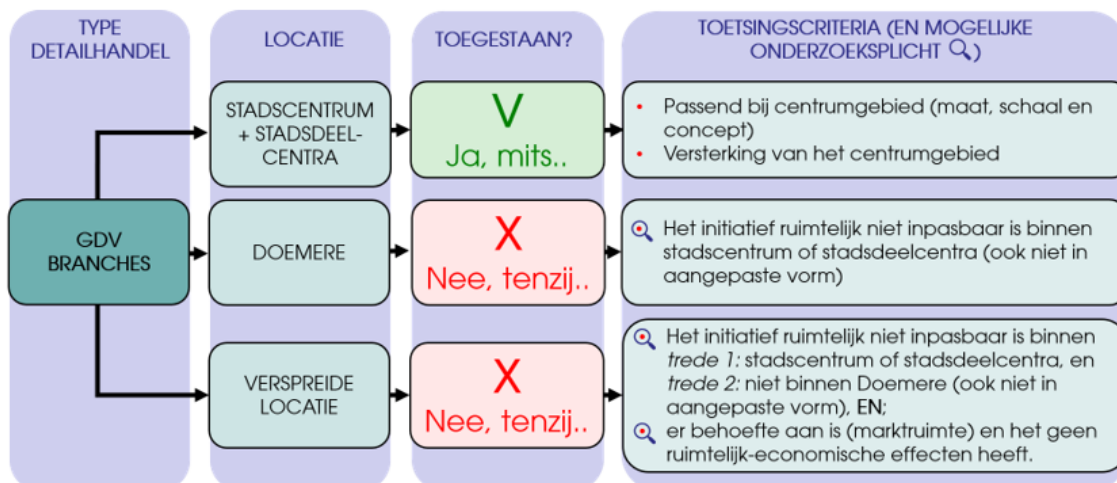 TYPE
DETAILHANDEL
LOCATIE
TOEGESTAAN?
TOETSINGSCRITERIA (EN MOGELIJKE
ONDERZOEKSPLICHT )
GDV
BRANCHES
STADSCENTRUM
+ STADSDEEL-
CENTRA
V
Ja, mits..
• Passend bij centrumgebied (maat, schaal en
concept)
• Versterking van het centrumgebied
DOEMERE
X
Nee, tenzij..
Het initiatief ruimtelijk niet inpasbaar is binnen
stadscentrum of stadsdeelcentra (ook niet in
aangepaste vorm)
VERSPREIDE
LOCATIE
X
Nee, tenzij..
Het initiatief ruimtelijk niet inpasbaar is binnen
trede 1: stadscentrum of stadsdeelcentra, en
trede 2: niet binnen Doemere (ook niet in
aangepaste vorm), EN;
er behoefte aan is (marktruimte) en het geen
ruimtelijk-economische effecten heeft.